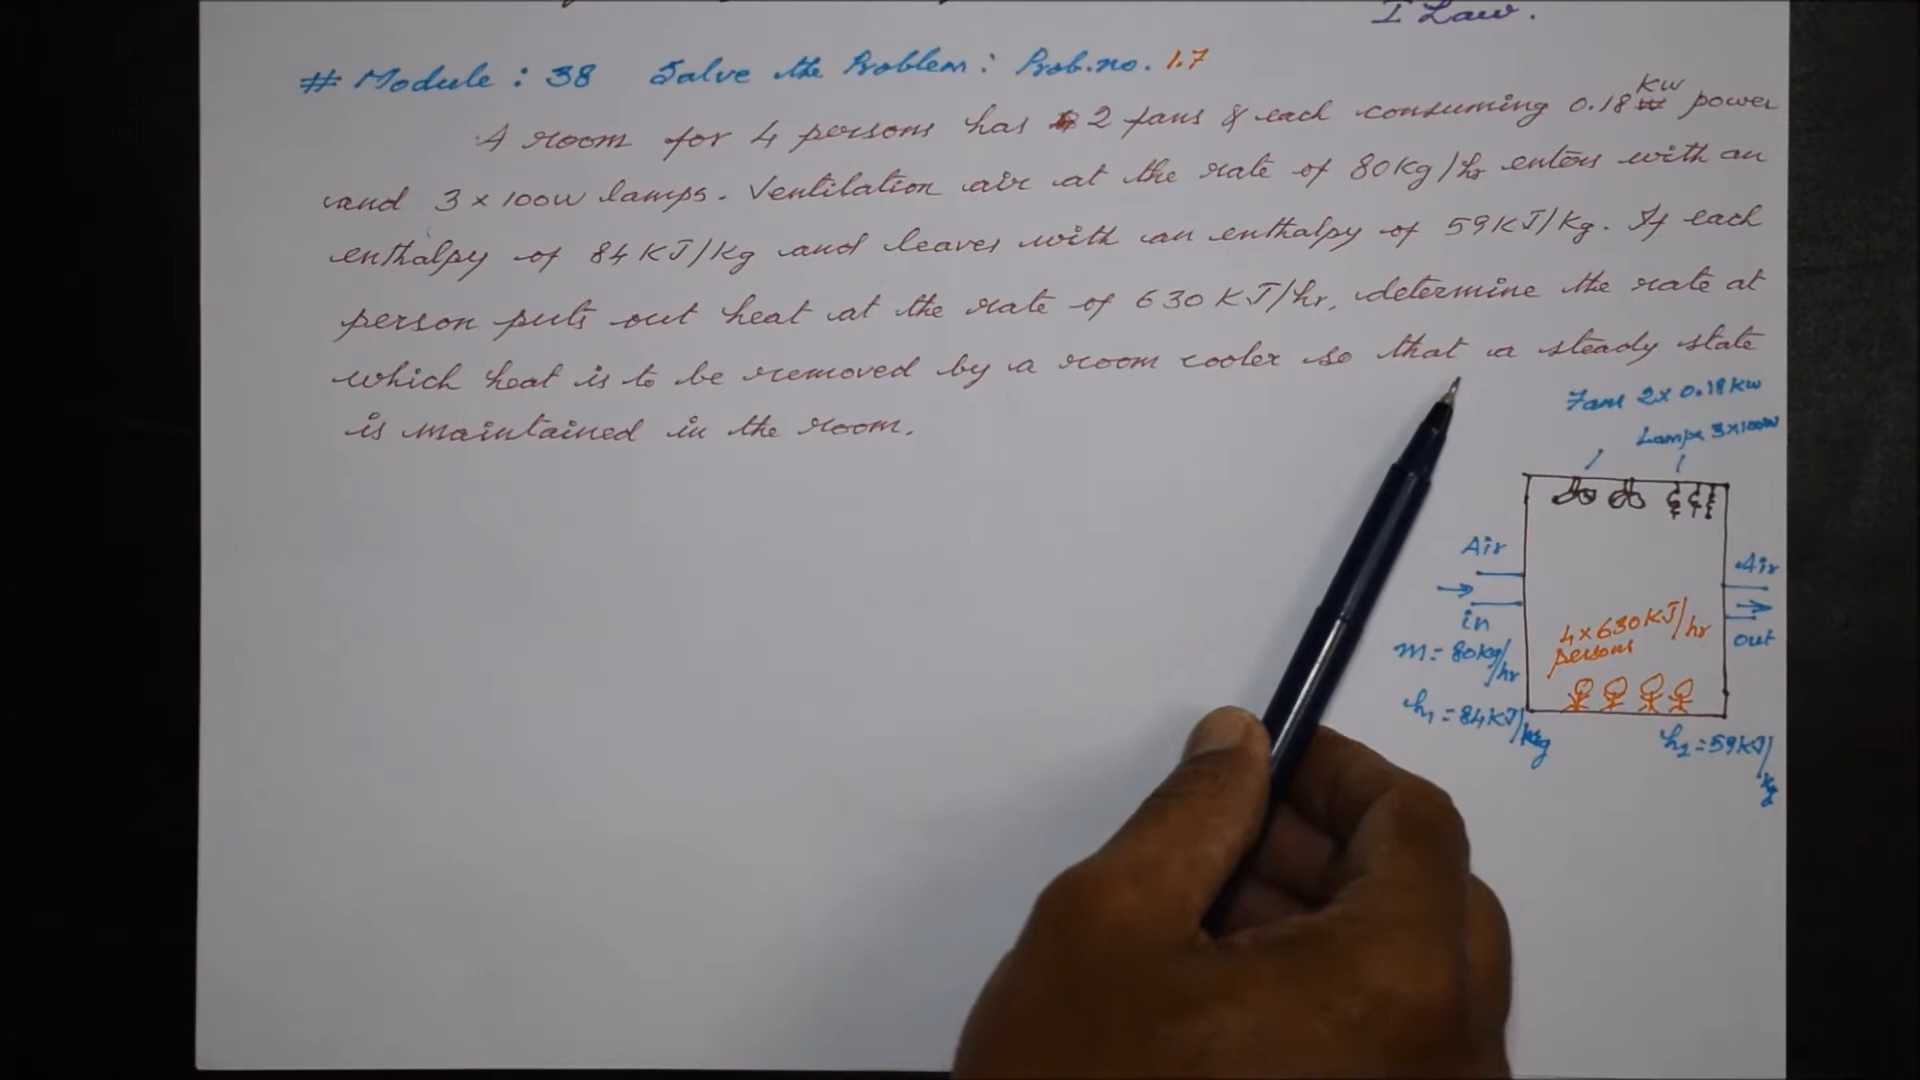 I Law.
# Module : 38 Solve the Problem : Prob.no. 1.7
A room for 4 persons has 2 fans & each consuming 0.18 KW power
and 3 x 100W lamps. Ventilation air at the rate of 80Kg/hr enters with an
enthalpy of 84 KJ/Kg and leaves with an enthalpy of 59KJ/Kg. If each
person puts out heat at the rate of 630 KJ/hr, determine the rate at
which heat is to be removed by a room cooler so that a steady state
is maintained in the room.
Fans 2x 0.18 KW
Lamps 3x100W
Air
in
m = 80Kg/hr
h1 = 84KJ/Kg
4 x 630KJ/hr
persons
Air
out
h2 = 59KJ/Kg